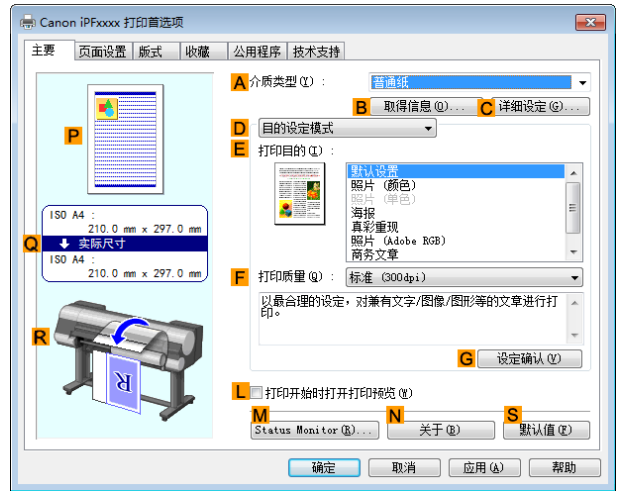 Canon iPFxxxx 打印首选项
主要 页面设置 版式 收藏 公用程序 技术支持
A 介质类型(Y) : 普通纸
B 取得信息(O)... C 详细设定(G)...
D 目的设定模式
E 打印目的(I) :
默认设置
照片 (颜色)
照片 (单色)
海报
真彩重现
照片 (Adobe RGB)
商务文章
P
ISO A4 :
210.0 mm x 297.0 mm
Q 实际尺寸
ISO A4 :
210.0 mm x 297.0 mm
F 打印质量(Q) : 标准 (300dpi)
以最合理的设定，对兼有文字/图像/图形等的文章进行打
印。
R
R
G 设定确认(V)
L 打印开始时打开打印预览(W)
M N S
Status Monitor(R)... 关于(B) 默认值(F)
确定 取消 应用(A) 帮助